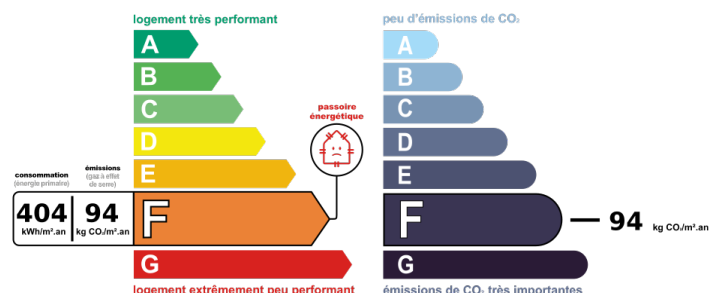 logement très performant
A
B
C
D
E
F
G
logement extrêmement peu performant
passoire
énergétique
consommation
(énergie primaire)
émissions
(gaz à effet
de serre)
404
kWh/m².an
94
kg CO₂/m².an
peu d'émissions de CO₂
A
B
C
D
E
F
G
94 kg CO₂/m².an
émissions de CO₂ très importantes